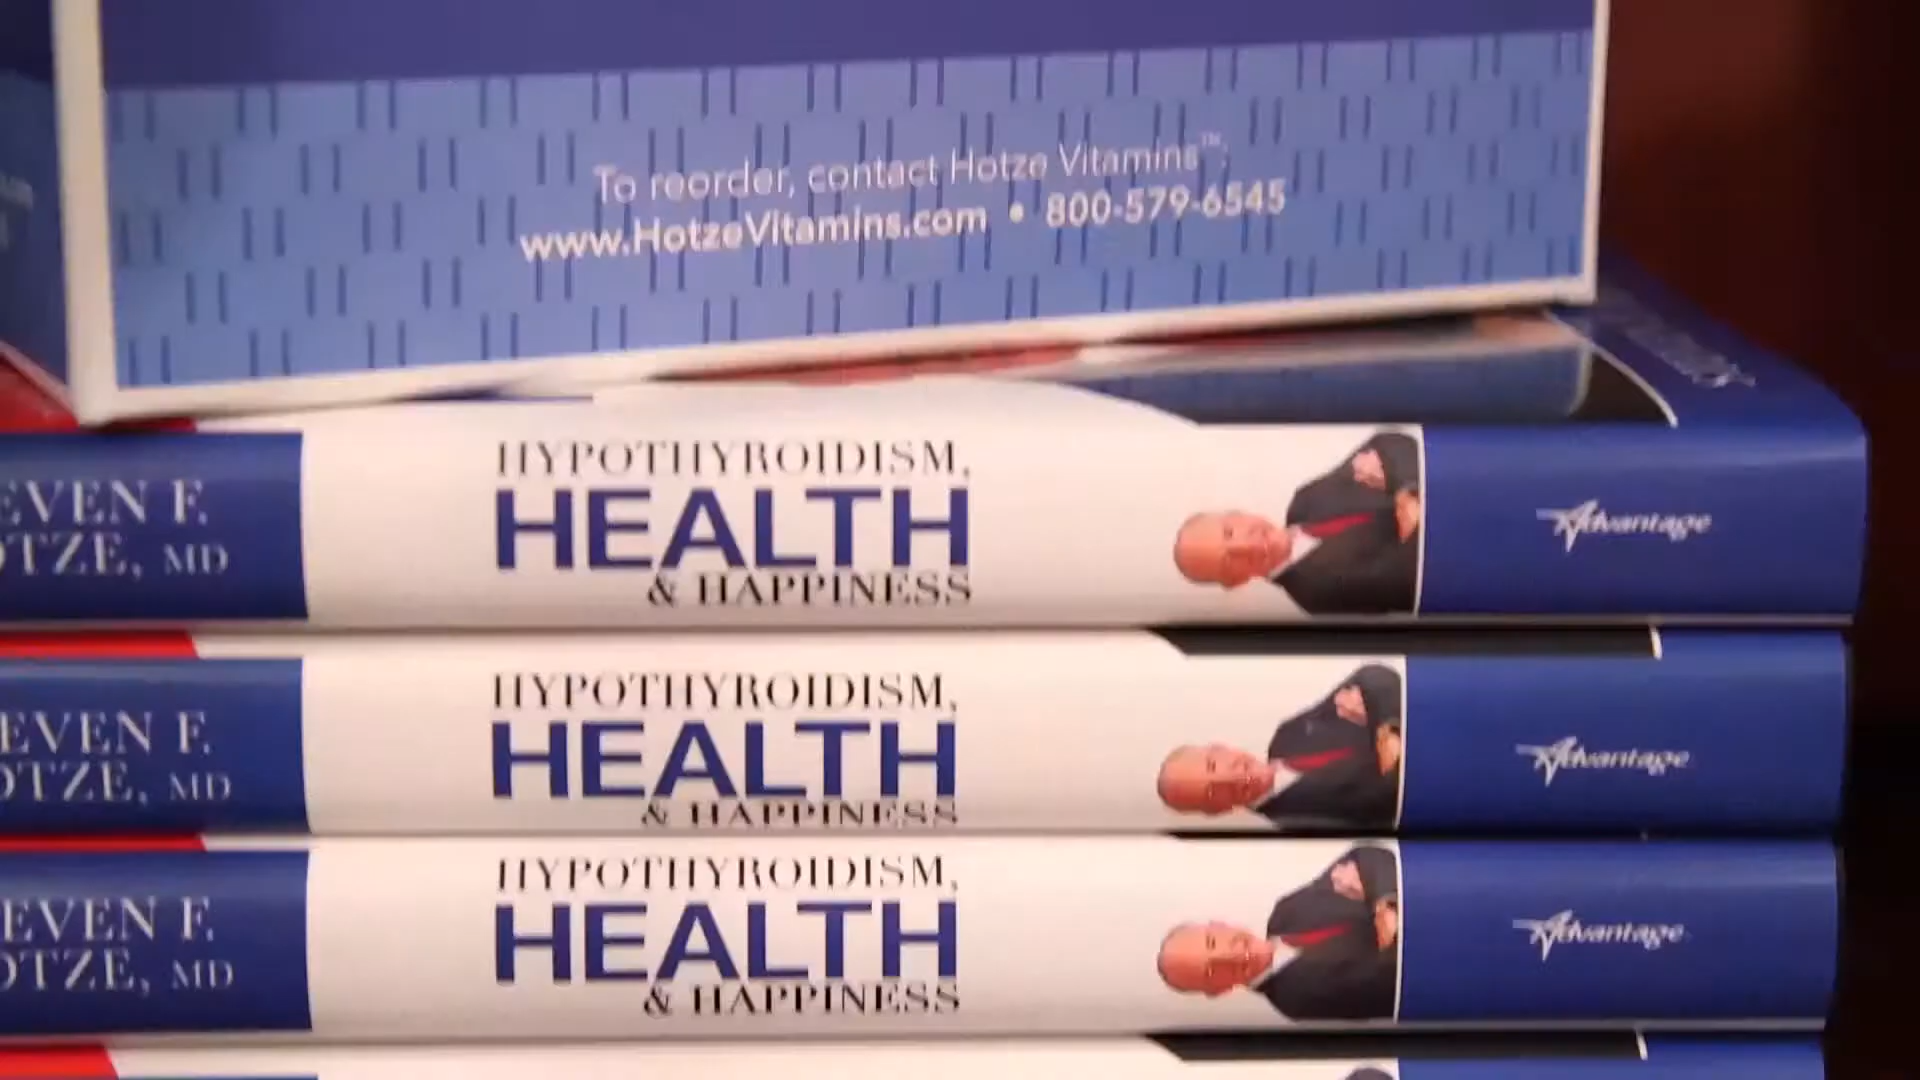 To reorder, contact Hotze Vitamins™:
www.HotzeVitamins.com • 800-579-6545
EVEN F.
OTZE, MD
HYPOTHYROIDISM,
HEALTH
& HAPPINESS
Advantage
EVEN F.
OTZE, MD
HYPOTHYROIDISM,
HEALTH
& HAPPINESS
Advantage
EVEN F.
OTZE, MD
HYPOTHYROIDISM,
HEALTH
& HAPPINESS
Advantage